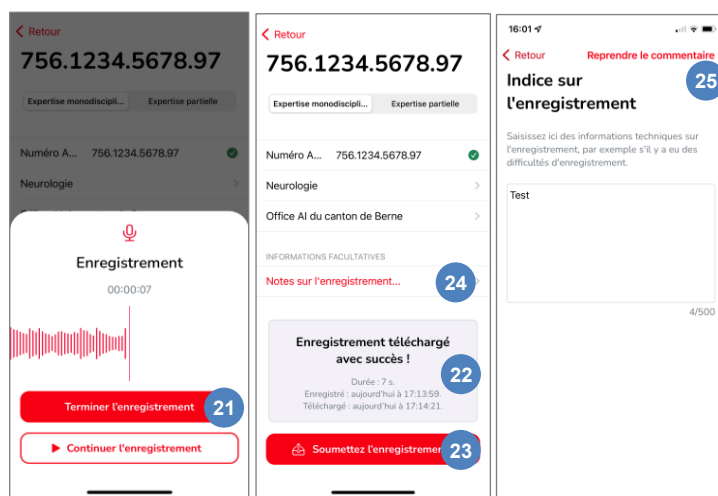 Retour
756.1234.5678.97
Expertise monodiscipli... Expertise partielle
Numéro A... 756.1234.5678.97
Neurologie
Enregistrement
00:00:07
Terminer l'enregistrement 21
Continuer l'enregistrement
Retour
756.1234.5678.97
Expertise monodiscipli... Expertise partielle
Numéro A... 756.1234.5678.97
Neurologie
Office AI du canton de Berne
INFORMATIONS FACULTATIVES
Notes sur l'enregistrement... 24
Enregistrement téléchargé
avec succès !
22
Durée : 7 s.
Enregistré : aujourd'hui à 17:13:59.
Téléchargé : aujourd'hui à 17:14:21.
Soumettez l'enregistremen 23
16:01
Retour Reprendre le commentaire
25
Indice sur
l'enregistrement
Saisissez ici des informations techniques sur
l'enregistrement, par exemple s'il y a eu des
difficultés d'enregistrement.
Test
4/500